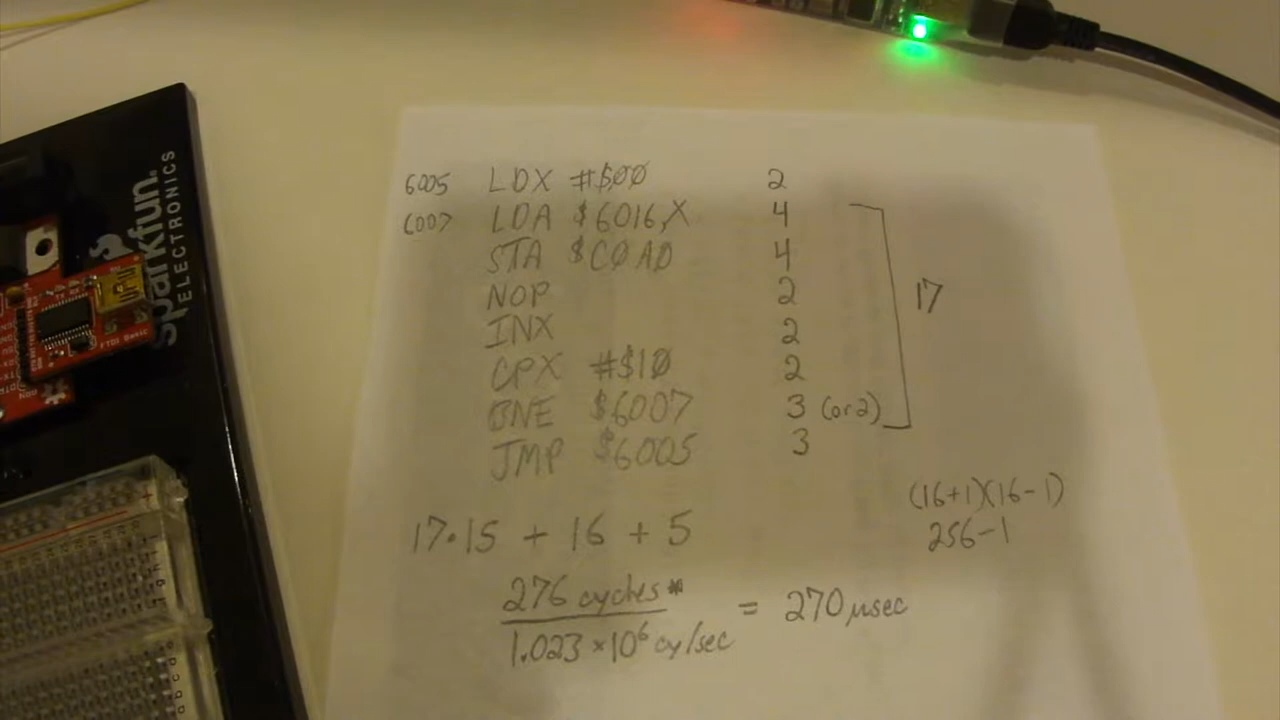 6005 LDX #$00 2
6007 LDA $6016,X 4
STA $C0AD 4
NOP 2
INX 2
CPX #$10 2
BNE $6007 3 (or 2)
JMP $6005 3
17
(16+1)(16-1)
256-1
17·15 + 16 + 5
276 cycles*
1.023 ×10⁶ cy/sec
= 270 μsec
sparkfun
ELECTRONICS
FTDI Basic